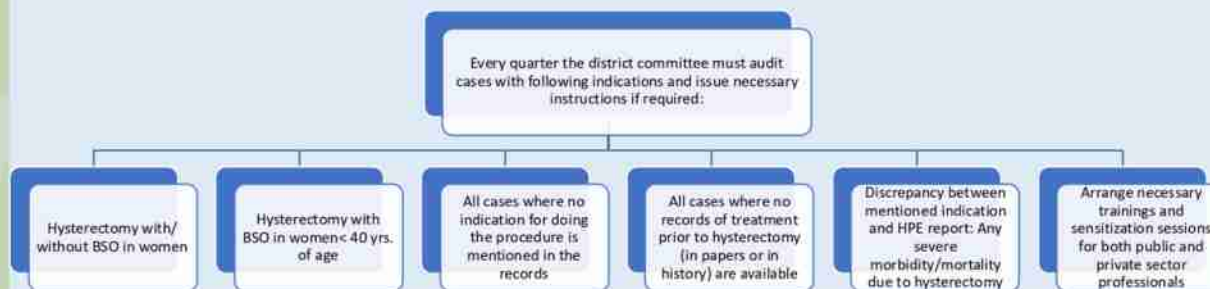 Every quarter the district committee must audit
cases with following indications and issue necessary
instructions if required:
Hysterectomy with/
without BSO in women
Hysterectomy with
BSO in women< 40 yrs.
of age
All cases where no
indication for doing
the procedure is
mentioned in the
records
All cases where no
records of treatment
prior to hysterectomy
(in papers or in
history) are available
Discrepancy between
mentioned indication
and HPE report: Any
severe
morbidity/mortality
due to hysterectomy
Arrange necessary
trainings and
sensitization sessions
for both public and
private sector
professionals